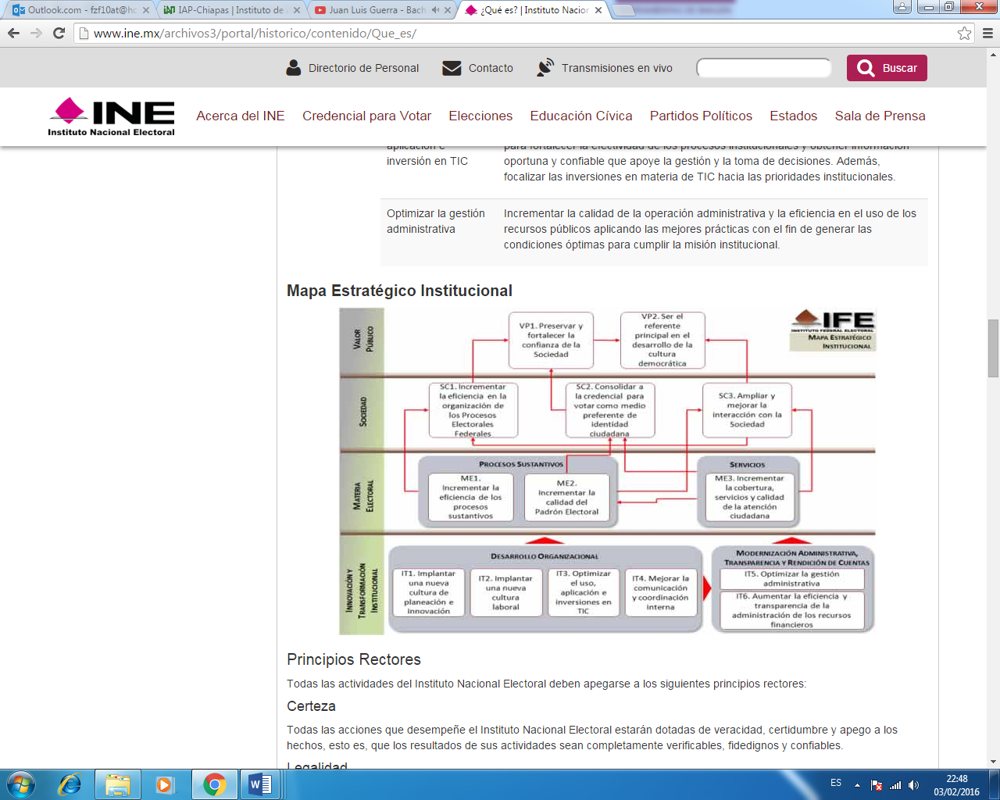 Outlook.com - fzf10at@hc
IAP-Chiapas | Instituto de
Juan Luis Guerra - Bach
¿Qué es? | Instituto Nacion
www.ine.mx/archivos3/portal/historico/contenido/Que_es/
Directorio de Personal
Contacto
Transmisiones en vivo
Buscar
INE
Instituto Nacional Electoral
Acerca del INE
Credencial para Votar
Elecciones
Educación Cívica
Partidos Políticos
Estados
Sala de Prensa
aplicación e
inversión en TIC
para fortalecer la efectividad de los procesos institucionales y obtener información
oportuna y confiable que apoye la gestión y la toma de decisiones. Además,
focalizar las inversiones en materia de TIC hacia las prioridades institucionales.
Optimizar la gestión
administrativa
Incrementar la calidad de la operación administrativa y la eficiencia en el uso de los
recursos públicos aplicando las mejores prácticas con el fin de generar las
condiciones óptimas para cumplir la misión institucional.
Mapa Estratégico Institucional
VALOR
PÚBLICO
VP1. Preservar y
fortalecer la
confianza de la
Sociedad
VP2. Ser el
referente
principal en el
desarrollo de la
cultura
democrática
IFE
INSTITUTO FEDERAL ELECTORAL
MAPA ESTRATÉGICO
INSTITUCIONAL
SOCIEDAD
SC1. Incrementar
la eficiencia en la
organización de
los Procesos
Electorales
Federales
SC2. Consolidar a
la credencial para
votar como medio
preferente de
identidad
ciudadana
SC3. Ampliar y
mejorar la
interacción con la
Sociedad
MATERIA
ELECTORAL
PROCESOS SUSTANTIVOS
ME1.
Incrementar la
eficiencia de los
procesos
sustantivos
ME2.
Incrementar la
calidad del
Padrón Electoral
SERVICIOS
ME3. Incrementar
la cobertura,
servicios y calidad
de la atención
ciudadana
INNOVACIÓN Y
TRANSFORMACIÓN
INSTITUCIONAL
DESARROLLO ORGANIZACIONAL
IT1. Implantar
una nueva
cultura de
planeación e
innovación
IT2. Implantar
una nueva
cultura
laboral
IT3. Optimizar
el uso,
aplicación e
inversiones en
TIC
IT4. Mejorar la
comunicación
y coordinación
interna
MODERNIZACIÓN ADMINISTRATIVA,
TRANSPARENCIA Y RENDICIÓN DE CUENTAS
IT5. Optimizar la gestión
administrativa
IT6. Aumentar la eficiencia y
transparencia de la
administración de los recursos
financieros
Principios Rectores
Todas las actividades del Instituto Nacional Electoral deben apegarse a los siguientes principios rectores:
Certeza
Todas las acciones que desempeñe el Instituto Nacional Electoral estarán dotadas de veracidad, certidumbre y apego a los
hechos, esto es, que los resultados de sus actividades sean completamente verificables, fidedignos y confiables.
Legalidad
ES
22:48
03/02/2016